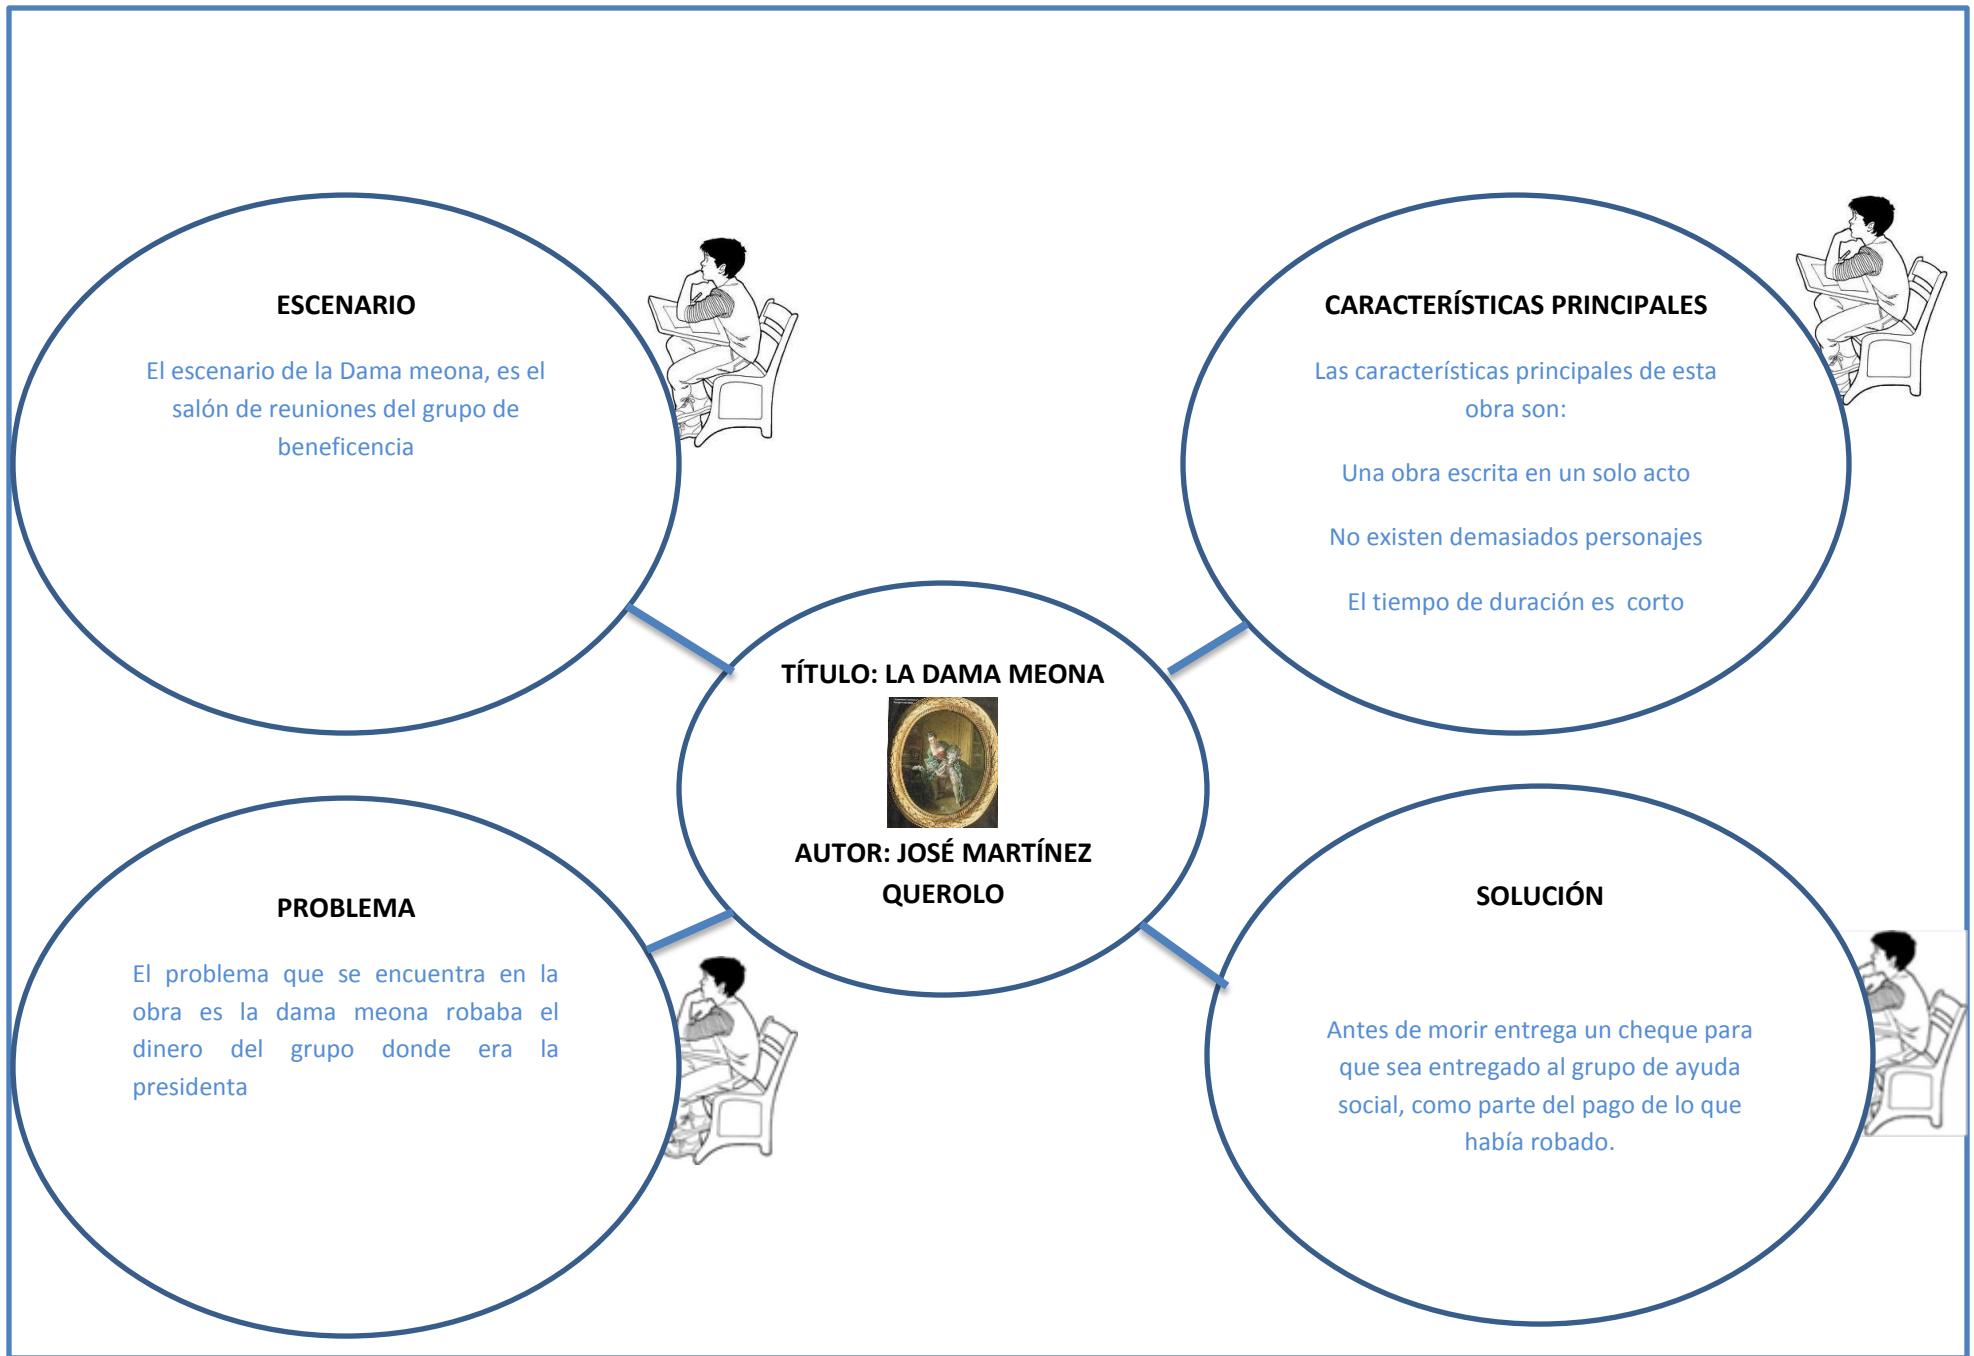 ESCENARIO
El escenario de la Dama meona, es el
salón de reuniones del grupo de
beneficencia
CARACTERÍSTICAS PRINCIPALES
Las características principales de esta
obra son:
Una obra escrita en un solo acto
No existen demasiados personajes
El tiempo de duración es corto
TÍTULO: LA DAMA MEONA
AUTOR: JOSÉ MARTÍNEZ
QUEROLO
PROBLEMA
El problema que se encuentra en la
obra es la dama meona robaba el
dinero del grupo donde era la
presidenta
SOLUCIÓN
Antes de morir entrega un cheque para
que sea entregado al grupo de ayuda
social, como parte del pago de lo que
había robado.